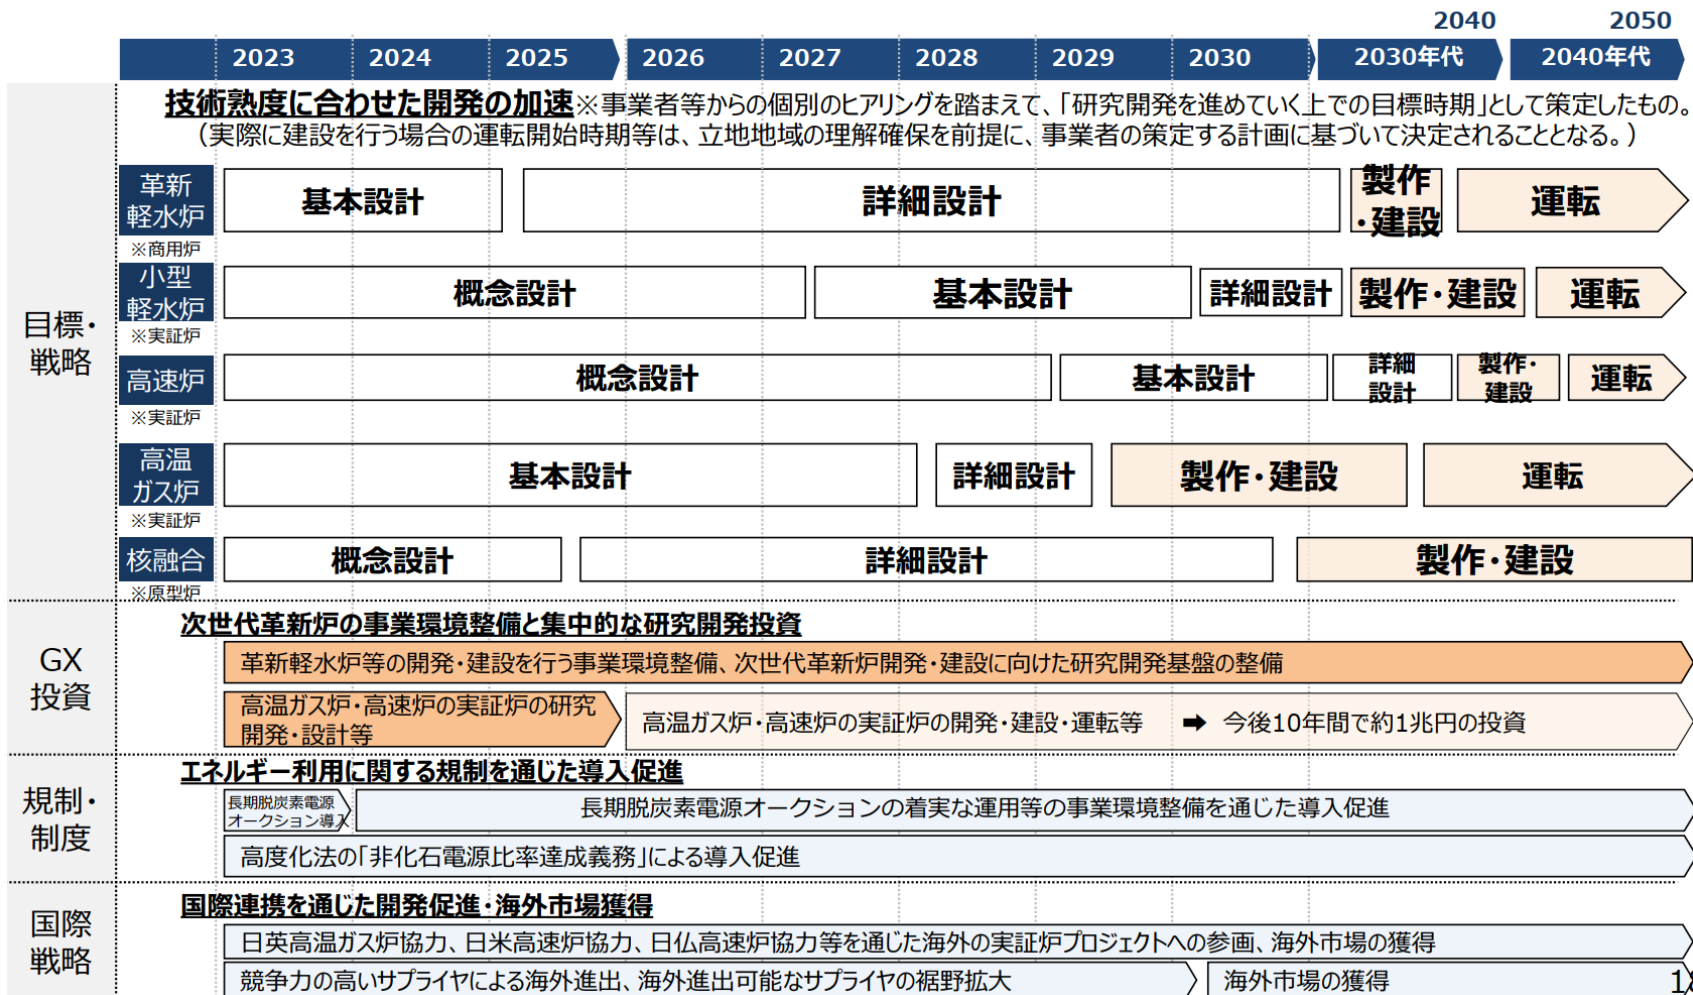 2040
2050
2023
2024
2025
2026
2027
2028
2029
2030
2030年代
2040年代
目標・
戦略
技術熟度に合わせた開発の加速※事業者等からの個別のヒアリングを踏まえて、「研究開発を進めていく上での目標時期」として策定したもの。
（実際に建設を行う場合の運転開始時期等は、立地地域の理解確保を前提に、事業者の策定する計画に基づいて決定されることとなる。）
革新
軽水炉
※商用炉
基本設計
詳細設計
製作
・建設
運転
小型
軽水炉
※実証炉
概念設計
基本設計
詳細設計
製作・建設
運転
高速炉
※実証炉
概念設計
基本設計
詳細
設計
製作・
建設
運転
高温
ガス炉
※実証炉
基本設計
詳細設計
製作・建設
運転
核融合
※原型炉
概念設計
詳細設計
製作・建設
GX
投資
次世代革新炉の事業環境整備と集中的な研究開発投資
革新軽水炉等の開発・建設を行う事業環境整備、次世代革新炉開発・建設に向けた研究開発基盤の整備
高温ガス炉・高速炉の実証炉の研究
開発・設計等
高温ガス炉・高速炉の実証炉の開発・建設・運転等 ➡ 今後10年間で約1兆円の投資
規制・
制度
エネルギー利用に関する規制を通じた導入促進
長期脱炭素電源
オークション導入
長期脱炭素電源オークションの着実な運用等の事業環境整備を通じた導入促進
高度化法の「非化石電源比率達成義務」による導入促進
国際
戦略
国際連携を通じた開発促進・海外市場獲得
日英高温ガス炉協力、日米高速炉協力、日仏高速炉協力等を通じた海外の実証炉プロジェクトへの参画、海外市場の獲得
競争力の高いサプライヤによる海外進出、海外進出可能なサプライヤの裾野拡大
海外市場の獲得